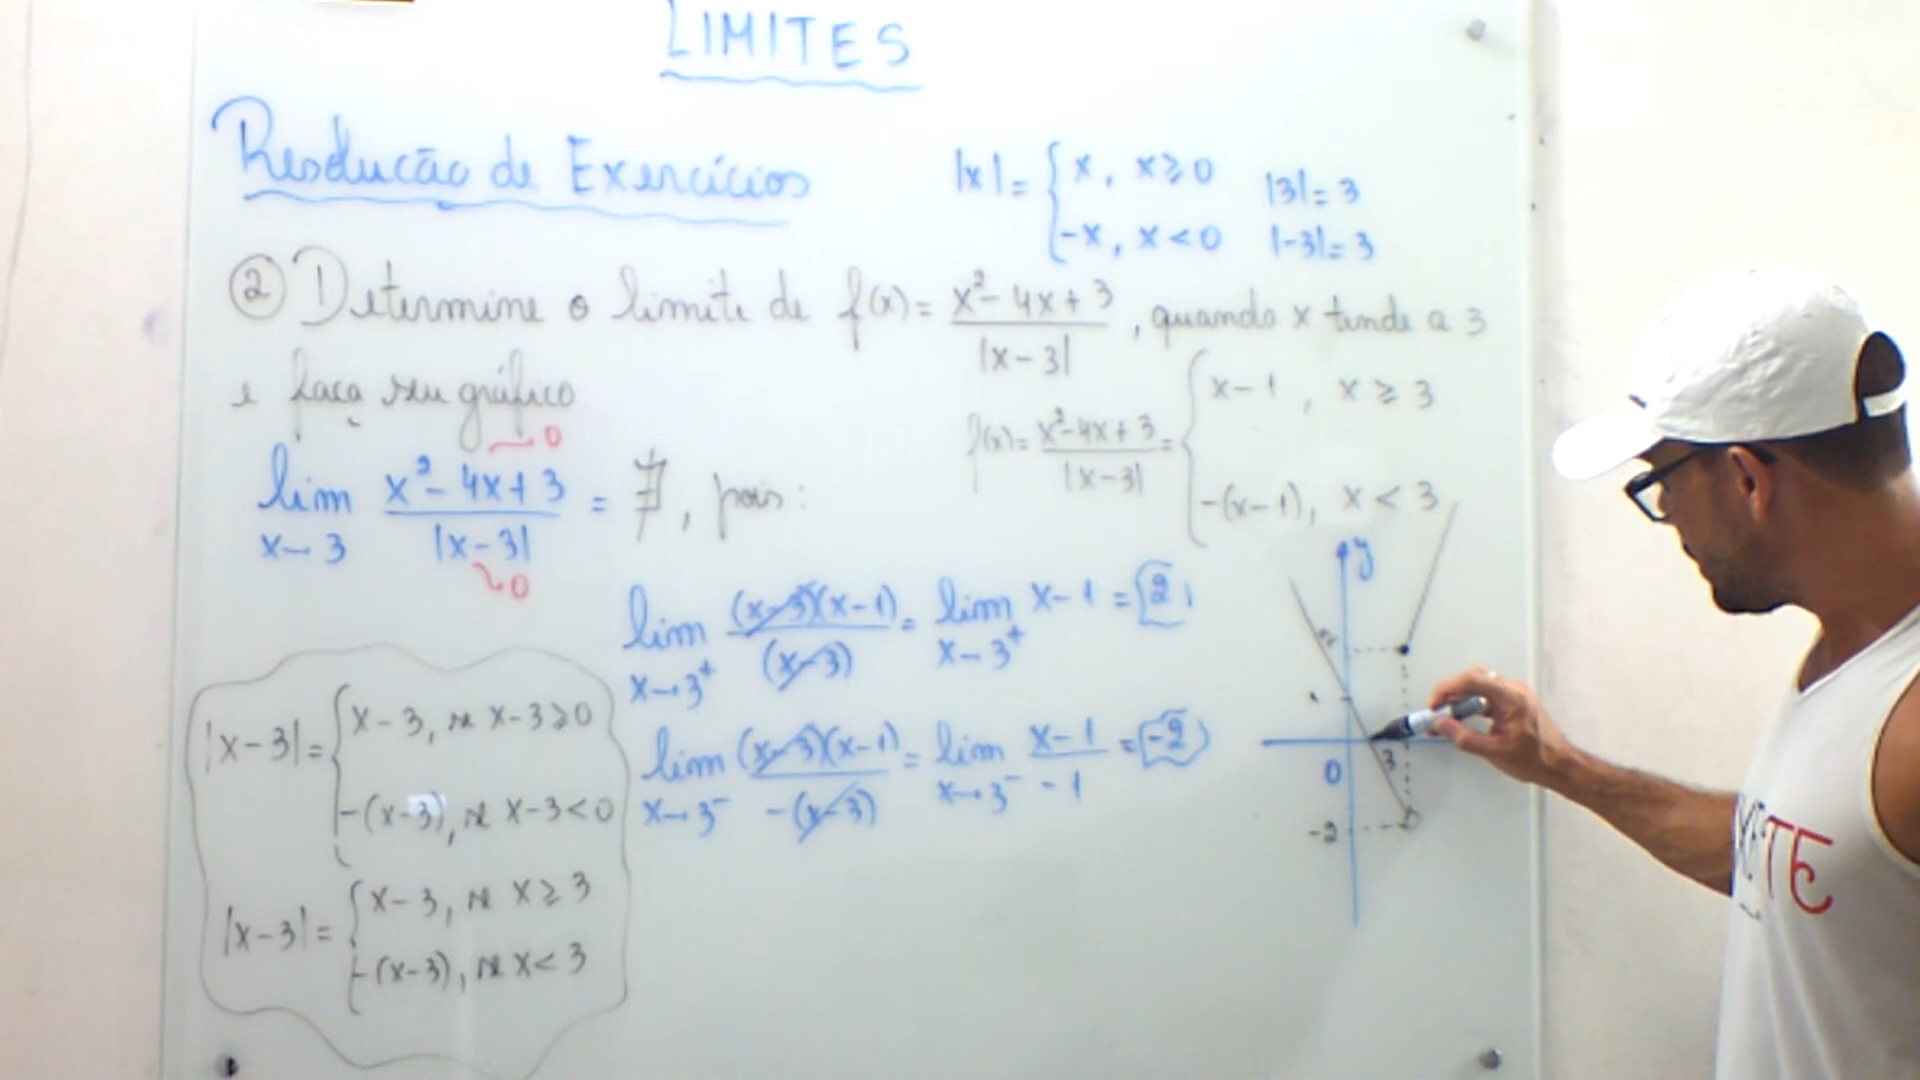 LIMITES
Resolução de Exercícios
|x| = { x, x ≥ 0
-x, x < 0
|3| = 3
|-3| = 3
② Determine o limite de f(x) = x² - 4x + 3 / |x - 3| , quando x tende a 3
e faça seu gráfico
f(x) = x² - 4x + 3 / |x - 3| = { x - 1 , x ≥ 3
-(x - 1), x < 3
lim x→3 x² - 4x + 3 / |x - 3| = ∄, pois:
0
0
lim x→3⁺ (x-3)(x-1) / (x-3) = lim x→3⁺ x - 1 = 2
lim x→3⁻ (x-3)(x-1) / -(x-3) = lim x→3⁻ x - 1 / -1 = -2
|x-3| = { x - 3, se x - 3 ≥ 0
-(x-3), se x - 3 < 0
|x-3| = { x - 3, se x ≥ 3
-(x-3), se x < 3
y
0
3
-2